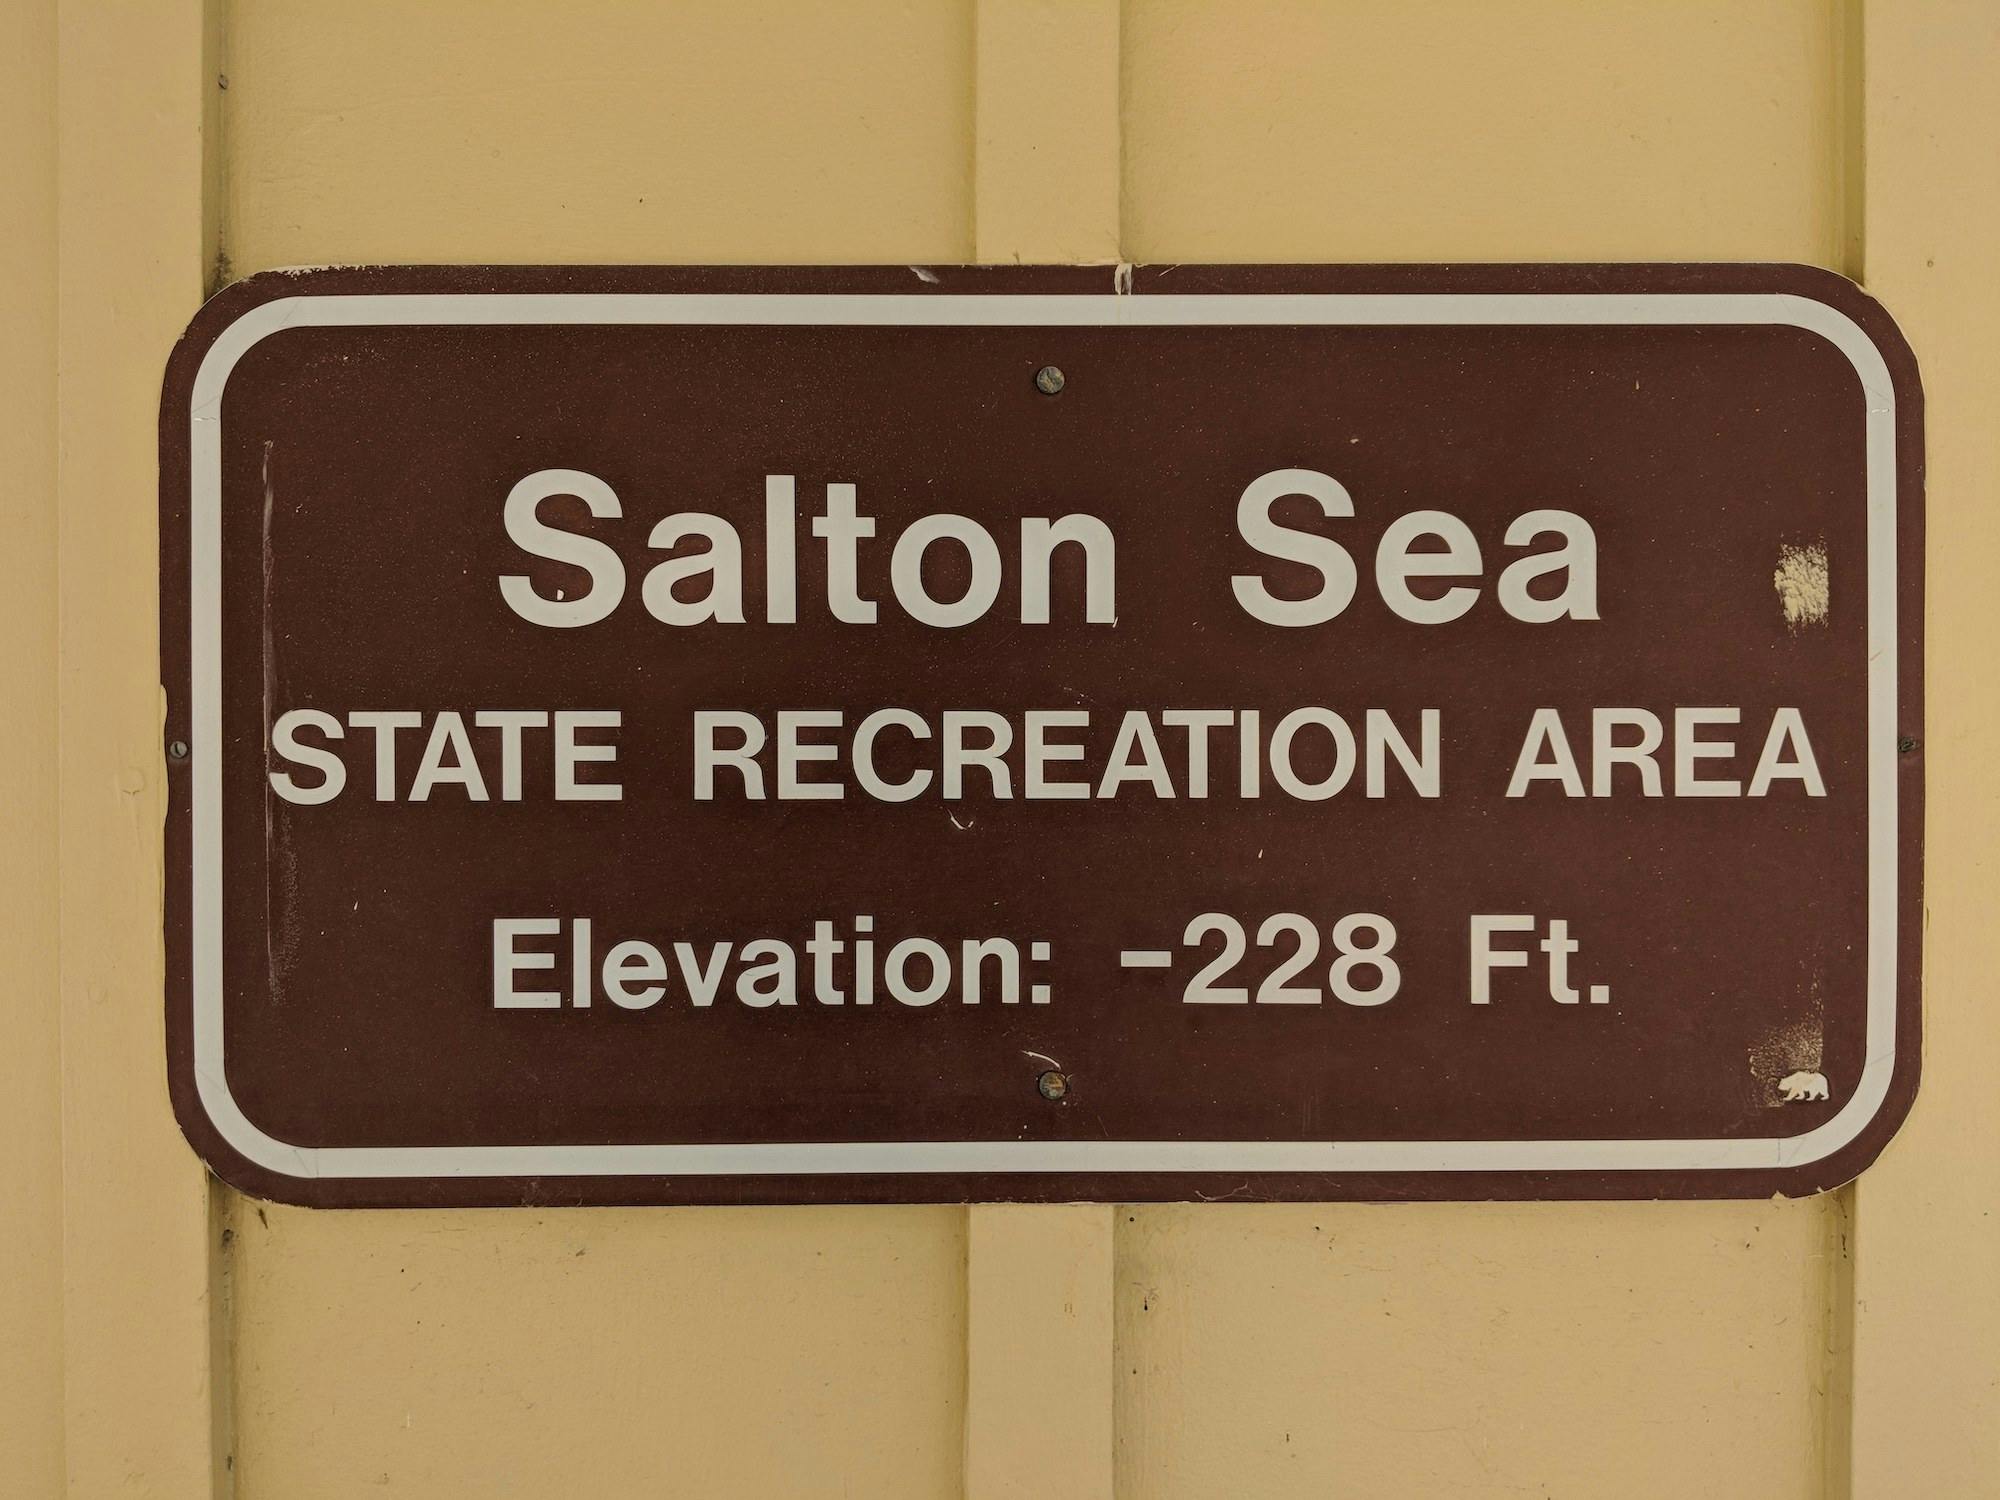 Salton Sea
STATE RECREATION AREA
Elevation: -228 Ft.